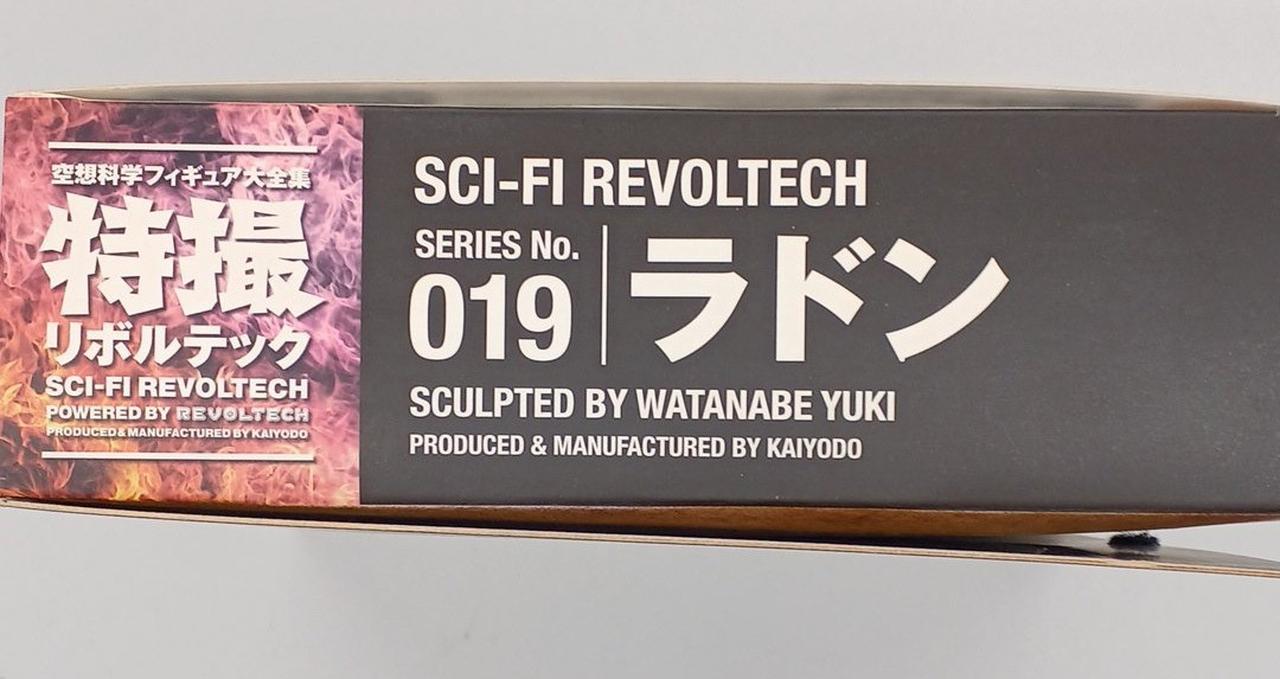 空想科学フィギュア大全集
特撮
リボルテック
SCI-FI REVOLTECH
POWERED BY REVOLTECH
PRODUCED & MANUFACTURED BY KAIYODO
SCI-FI REVOLTECH
SERIES No.
019
ラドン
SCULPTED BY WATANABE YUKI
PRODUCED & MANUFACTURED BY KAIYODO